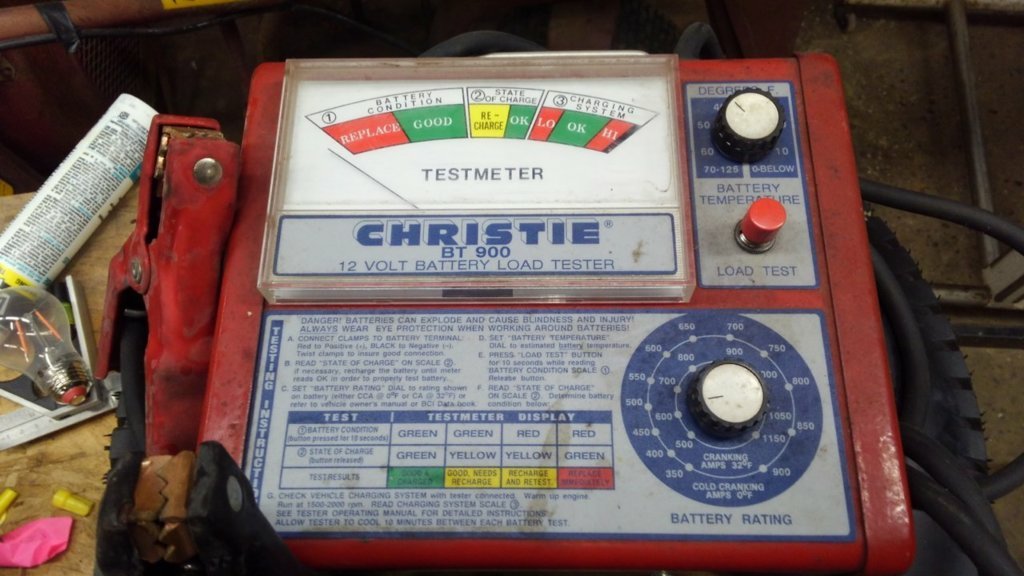 ① BATTERY CONDITION
REPLACE GOOD
② STATE OF CHARGE
RE-CHARGE OK
③ CHARGING SYSTEM
LO OK HI
TESTMETER
CHRISTIE®
BT 900
12 VOLT BATTERY LOAD TESTER
DEGREES F.
50
60 10
70-125 0-BELOW
BATTERY
TEMPERATURE
LOAD TEST
TESTING INSTRUCTIONS
DANGER! BATTERIES CAN EXPLODE AND CAUSE BLINDNESS AND INJURY!
ALWAYS WEAR EYE PROTECTION WHEN WORKING AROUND BATTERIES!
A. CONNECT CLAMPS TO BATTERY TERMINAL:
Red to Positive (+), BLACK to Negative (-).
Twist clamps to insure good connection.
B. READ "STATE OF CHARGE" ON SCALE ②,
if necessary, recharge the battery until meter
reads OK in order to properly test battery.
C. SET "BATTERY RATING" DIAL to rating shown
on battery (either CCA @ 0°F or CA @ 32°F) or
refer to vehicle owner's manual or BCI Data book.
D. SET "BATTERY TEMPERATURE"
DIAL to estimated battery temperature.
E. PRESS "LOAD TEST" BUTTON
for 10 seconds while reading
BATTERY CONDITION SCALE ①.
Release button.
F. READ "STATE OF CHARGE"
ON SCALE ②. Determine battery
condition below.
TEST TESTMETER DISPLAY
① BATTERY CONDITION
(button pressed for 10 seconds) GREEN GREEN RED RED
② STATE OF CHARGE
(button released) GREEN YELLOW YELLOW GREEN
TEST RESULTS GOOD & CHARGED GOOD, NEEDS RECHARGE RECHARGE AND RETEST REPLACE IMMEDIATELY
G. CHECK VEHICLE CHARGING SYSTEM with tester connected. Warm up engine.
Run at 1500-2000 rpm. READ CHARGING SYSTEM SCALE ③.
SEE TESTER OPERATING MANUAL FOR DETAILED INSTRUCTIONS.
ALLOW TESTER TO COOL 10 MINUTES BETWEEN EACH BATTERY TEST.
650 700
600 750
900
800
550
500 1050 850
450 1150
400 500
350 900
CRANKING
AMPS 32°F
COLD CRANKING
AMPS 0°F
BATTERY RATING